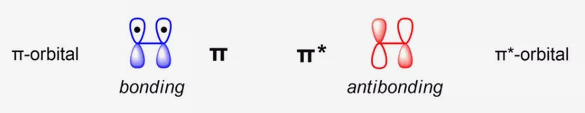 π-orbital π π* π*-orbital
bonding antibonding